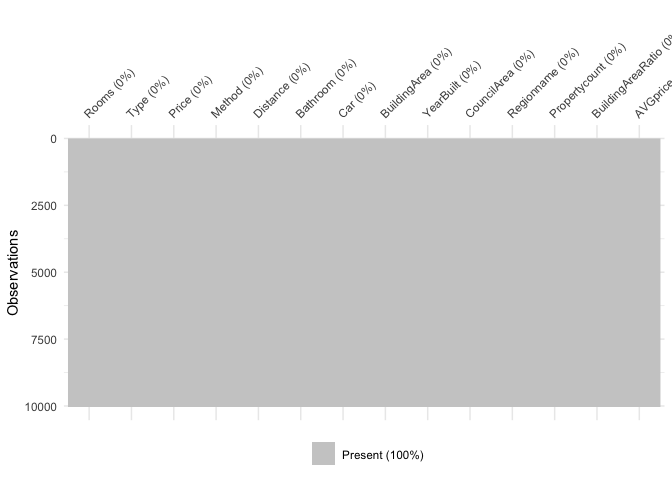 Rooms (0%)
Type (0%)
Price (0%)
Method (0%)
Distance (0%)
Bathroom (0%)
Car (0%)
BuildingArea (0%)
YearBuilt (0%)
CouncilArea (0%)
Regionname (0%)
Propertycount (0%)
BuildingAreaRatio (0%
AVGprice
0
2500
5000
7500
10000
Observations
Present (100%)